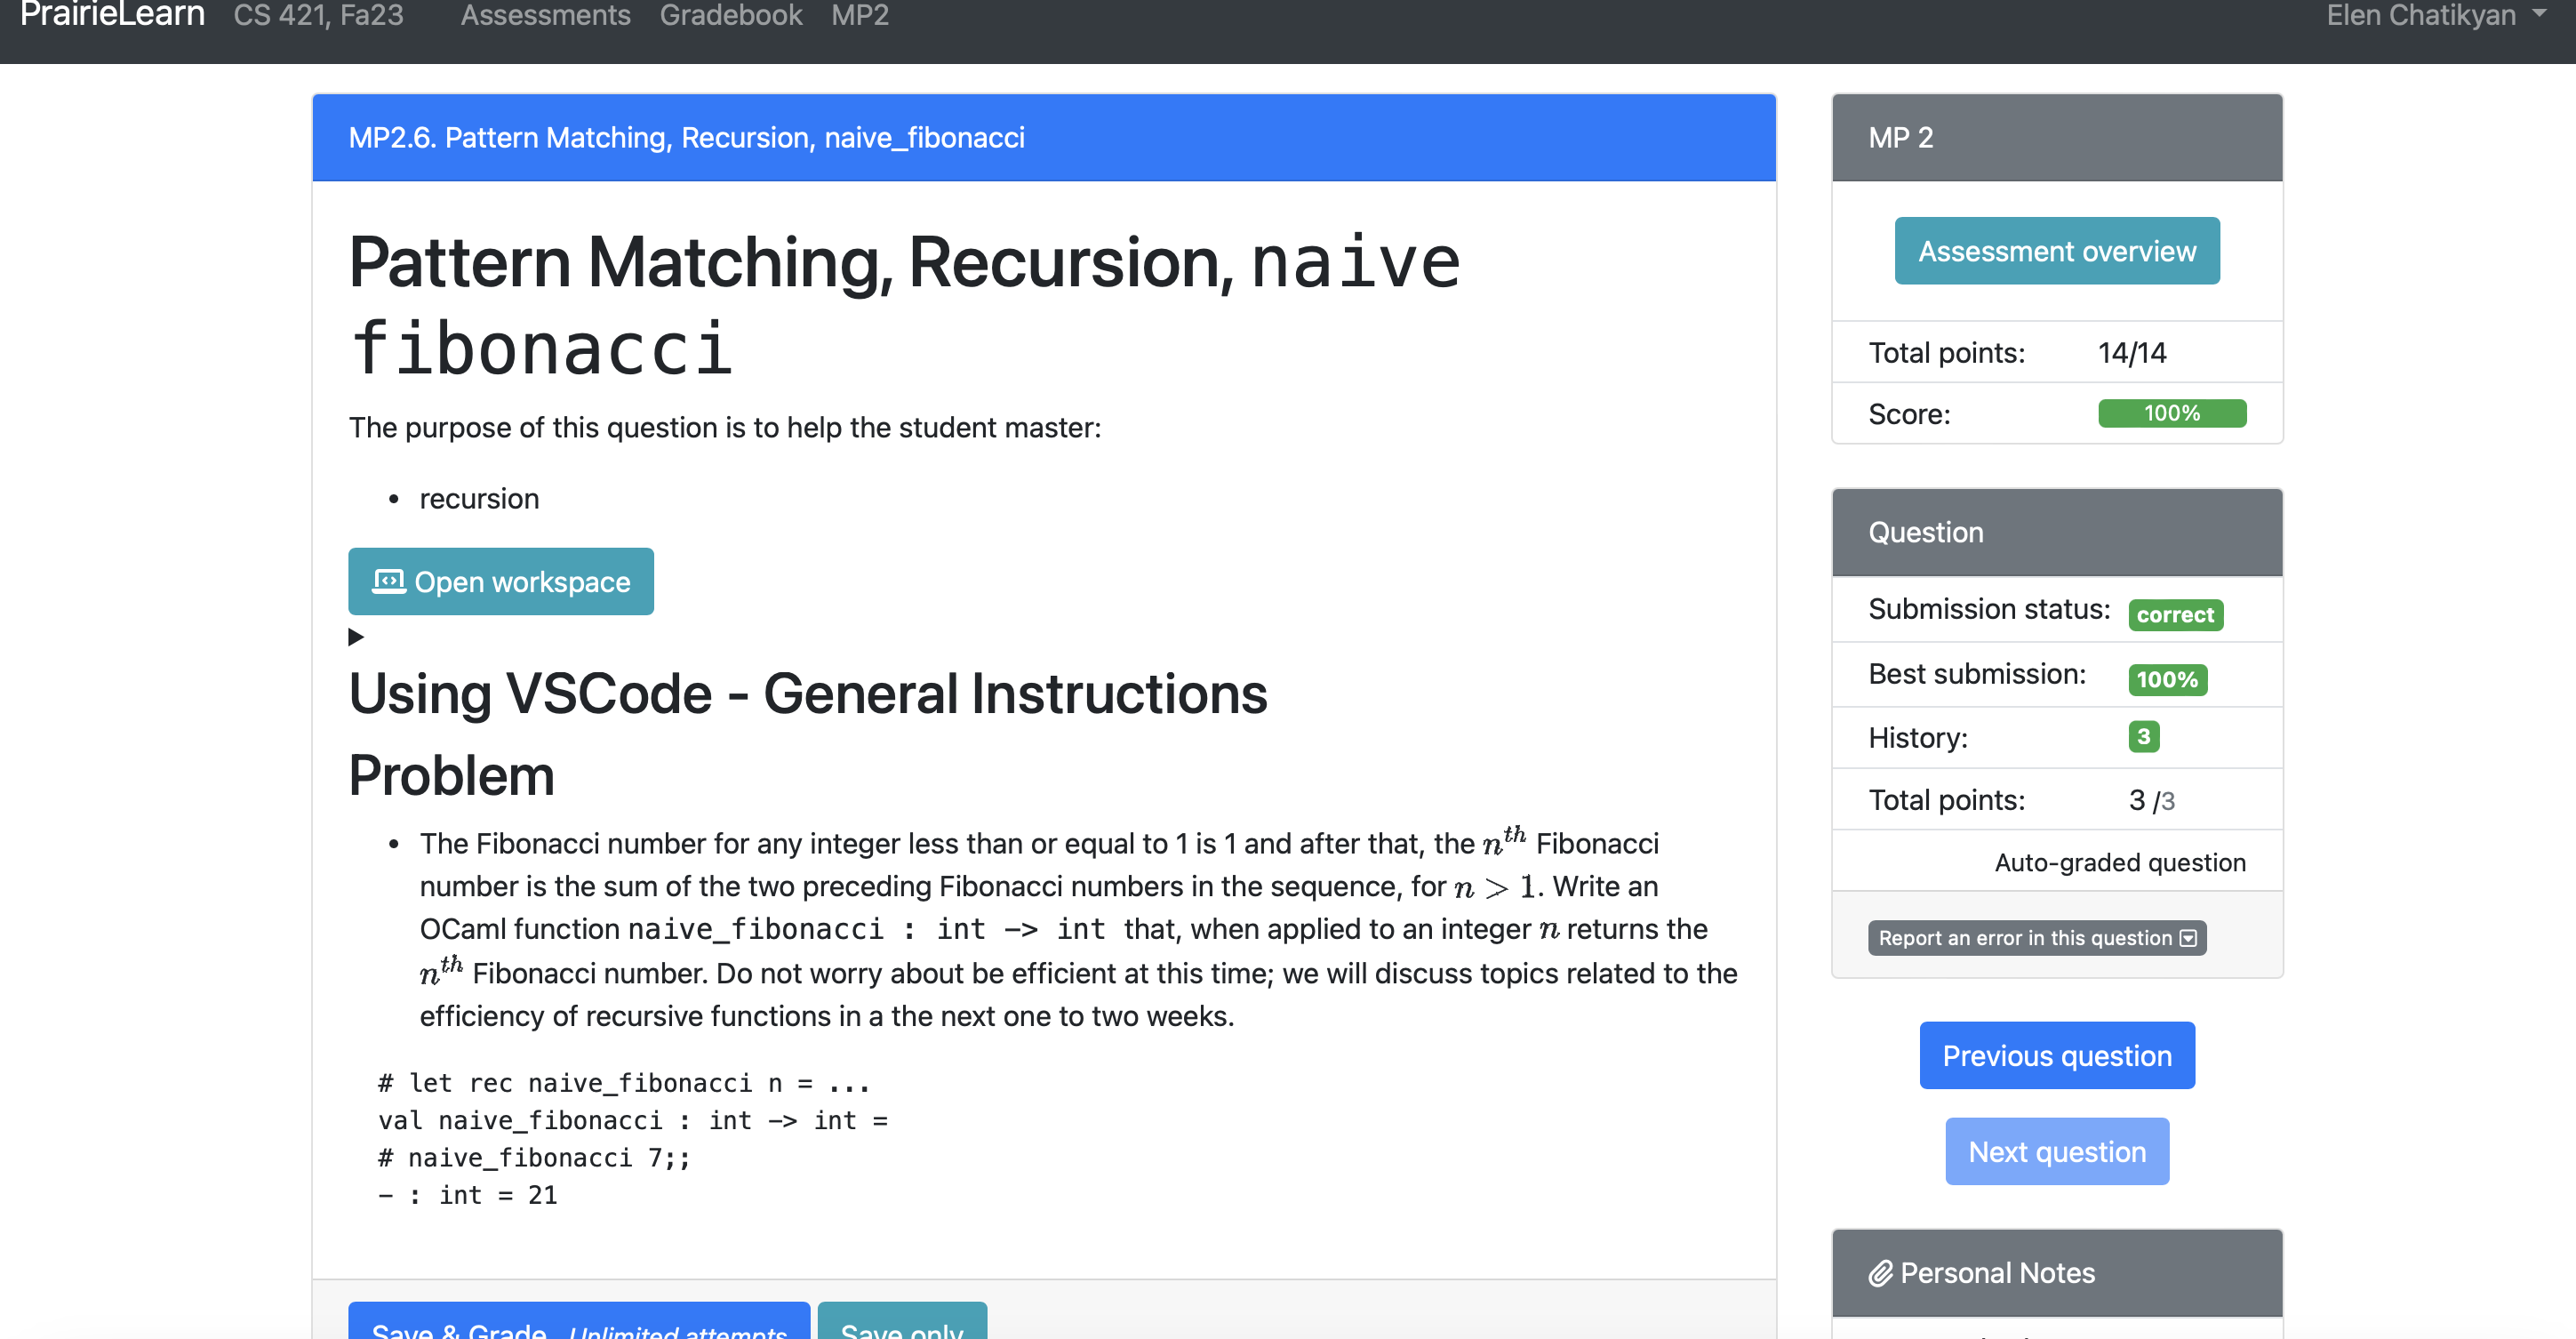 PrairieLearn CS 421, Fa23 Assessments Gradebook MP2 Elen Chatikyan
MP2.6. Pattern Matching, Recursion, naive_fibonacci
Pattern Matching, Recursion, naive
fibonacci
The purpose of this question is to help the student master:
• recursion
Open workspace
Using VSCode - General Instructions
Problem
• The Fibonacci number for any integer less than or equal to 1 is 1 and after that, the n^th Fibonacci
number is the sum of the two preceding Fibonacci numbers in the sequence, for n > 1. Write an
OCaml function naive_fibonacci : int -> int that, when applied to an integer n returns the
n^th Fibonacci number. Do not worry about be efficient at this time; we will discuss topics related to the
efficiency of recursive functions in a the next one to two weeks.
# let rec naive_fibonacci n = ...
val naive_fibonacci : int -> int =
# naive_fibonacci 7;;
- : int = 21
Save & Grade Unlimited attempts
Save only
MP 2
Assessment overview
Total points: 14/14
Score: 100%
Question
Submission status: correct
Best submission: 100%
History: 3
Total points: 3 /3
Auto-graded question
Report an error in this question
Previous question
Next question
Personal Notes